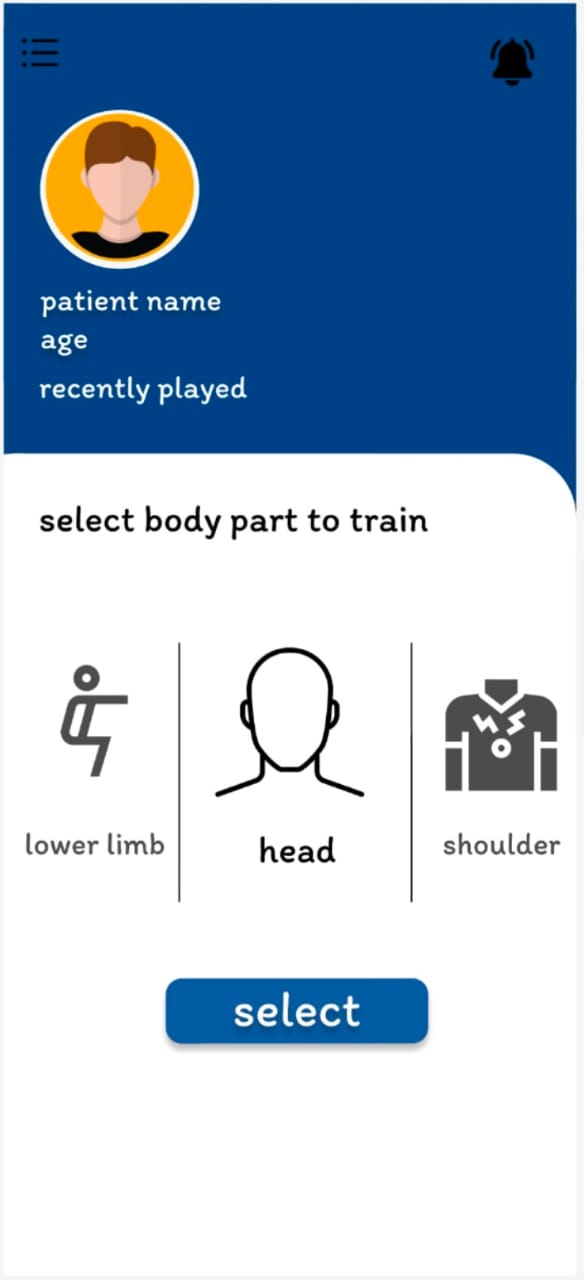 patient name
age
recently played
select body part to train
lower limb
head
shoulder
select